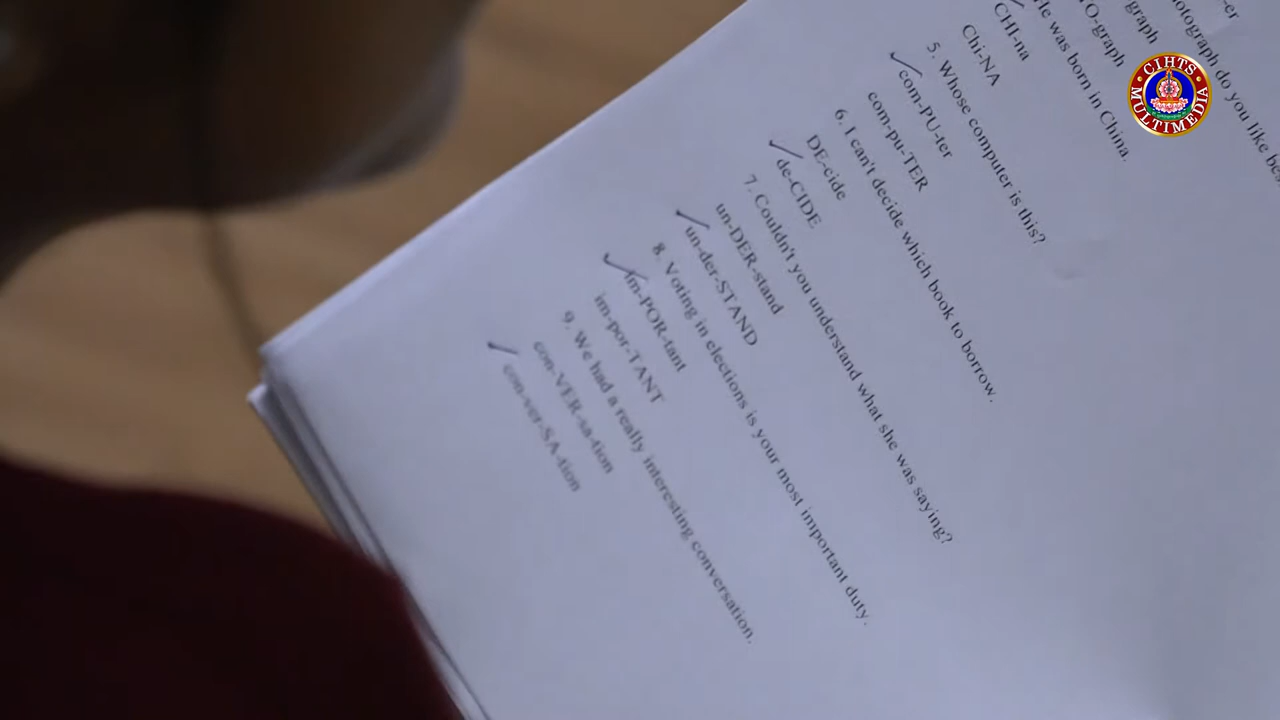 -er
otograph do you like bes
graph
TO-graph
le was born in China.
CHI-na
Chi-NA
5. Whose computer is this?
com-PU-ter
com-pu-TER
6. I can't decide which book to borrow.
DE-cide
de-CIDE
7. Couldn't you understand what she was saying?
un-DER-stand
un-der-STAND
8. Voting in elections is your most important duty.
im-POR-tant
im-por-TANT
9. We had a really interesting conversation.
con-VER-sa-tion
con-ver-SA-tion
CIHTS
MULTIMEDIA